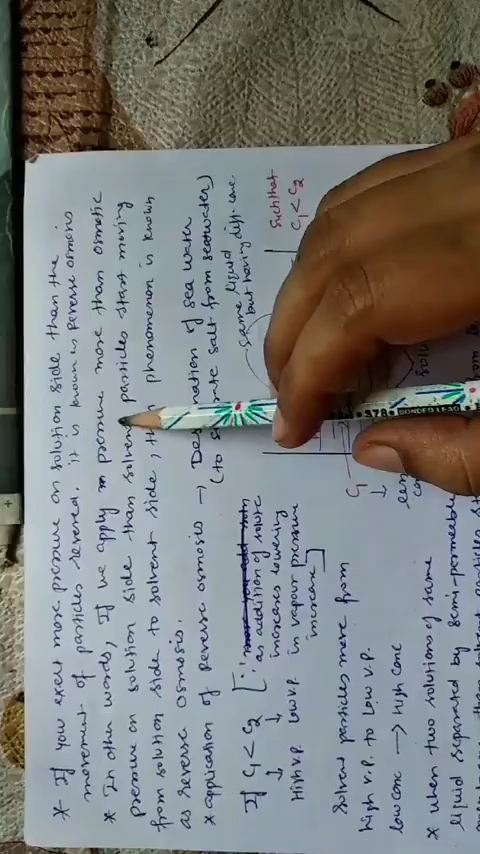 * If you exert more pressure on solution side than the
movement of particles reversed. it is known is reverse osmosis
* In other words, If we apply pressure more than osmotic
pressure on solution side than solvent particles start moving
from solution side to solvent side, phenomenon is known
as reverse osmosis.
* application of reverse osmosis → of sea water
(to salt from seawater)
If C1 < C2
↓ ↓
High v.P. Low v.P.
[∵ as addition of solute
increases lowering
in vapour pressure
increase]
same liquid
but having diff. conc
such that
C1 < C2
C1
↓
Solvent particles move from
high v.P. to low v.P.
low conc → High conc
* when two solutions of same
liquid separated by semi-permeable
378 BONDED LEAD